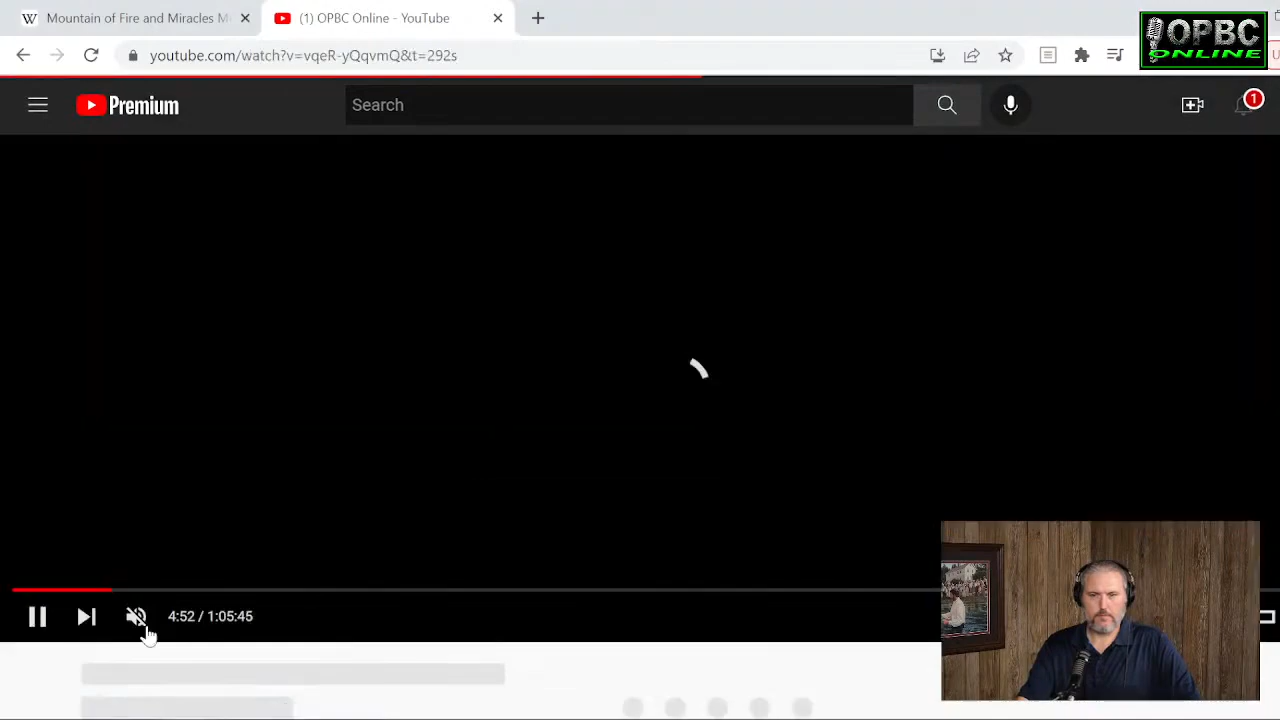 Mountain of Fire and Miracles M
(1) OPBC Online - YouTube
OPBC
ONLINE
youtube.com/watch?v=vqeR-yQqvmQ&t=292s
Premium
Search
1
4:52 / 1:05:45